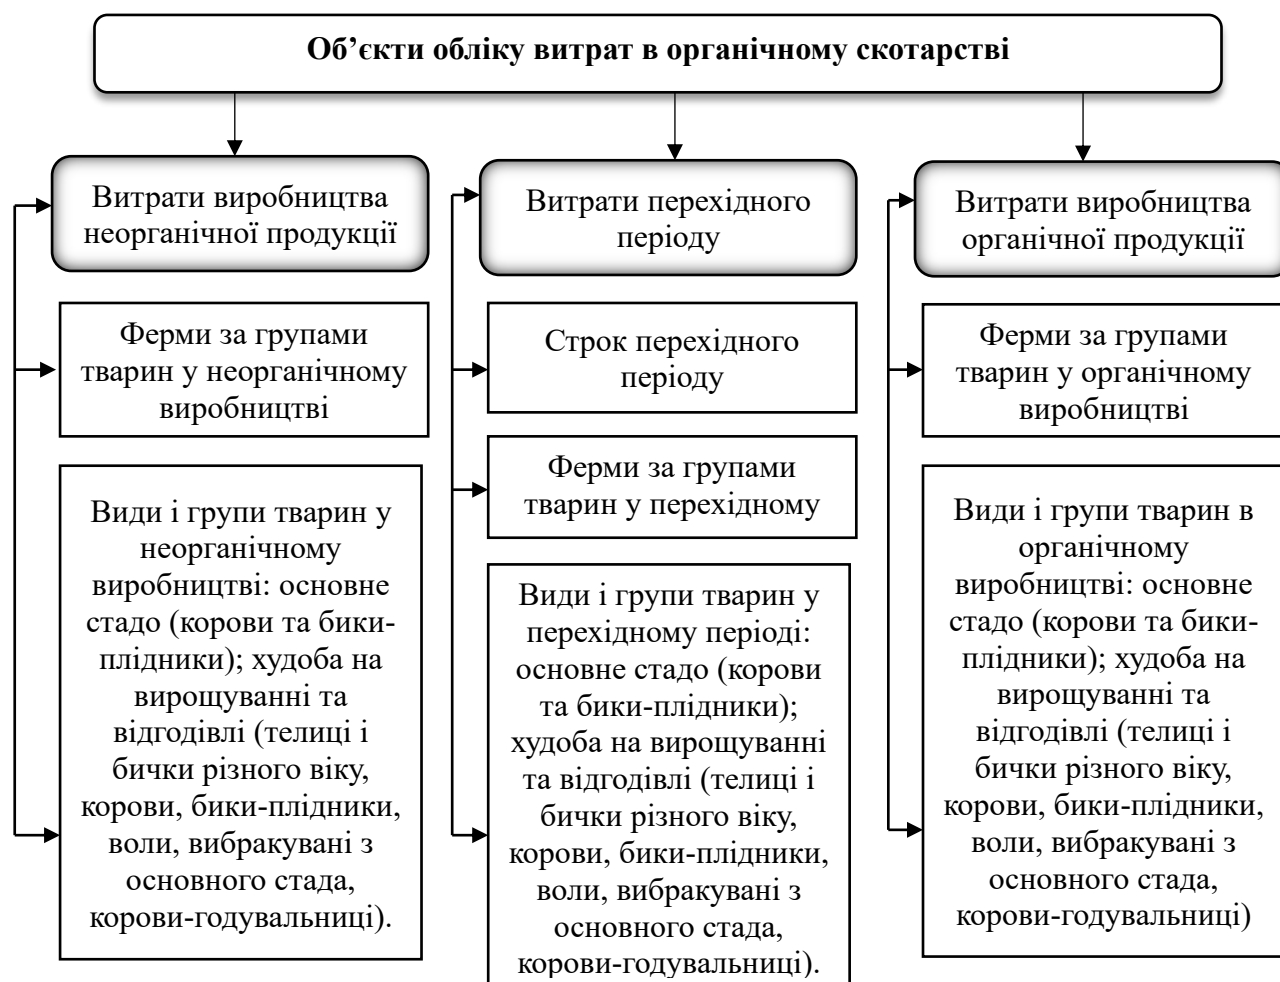 Об’єкти обліку витрат в органічному скотарстві
Витрати виробництва
неорганічної продукції
Ферми за групами
тварин у неорганічному
виробництві
Види і групи тварин у
неорганічному
виробництві: основне
стадо (корови та бики-
плідники); худоба на
вирощуванні та
відгодівлі (телиці і
бички різного віку,
корови, бики-плідники,
воли, вибракувані з
основного стада,
корови-годувальниці).
Витрати перехідного
періоду
Строк перехідного
періоду
Ферми за групами
тварин у перехідному
Види і групи тварин у
перехідному періоді:
основне стадо (корови
та бики-плідники);
худоба на вирощуванні
та відгодівлі (телиці і
бички різного віку,
корови, бики-плідники,
воли, вибракувані з
основного стада,
корови-годувальниці).
Витрати виробництва
органічної продукції
Ферми за групами
тварин у органічному
виробництві
Види і групи тварин в
органічному
виробництві: основне
стадо (корови та бики-
плідники); худоба на
вирощуванні та
відгодівлі (телиці і
бички різного віку,
корови, бики-плідники,
воли, вибракувані з
основного стада,
корови-годувальниці)